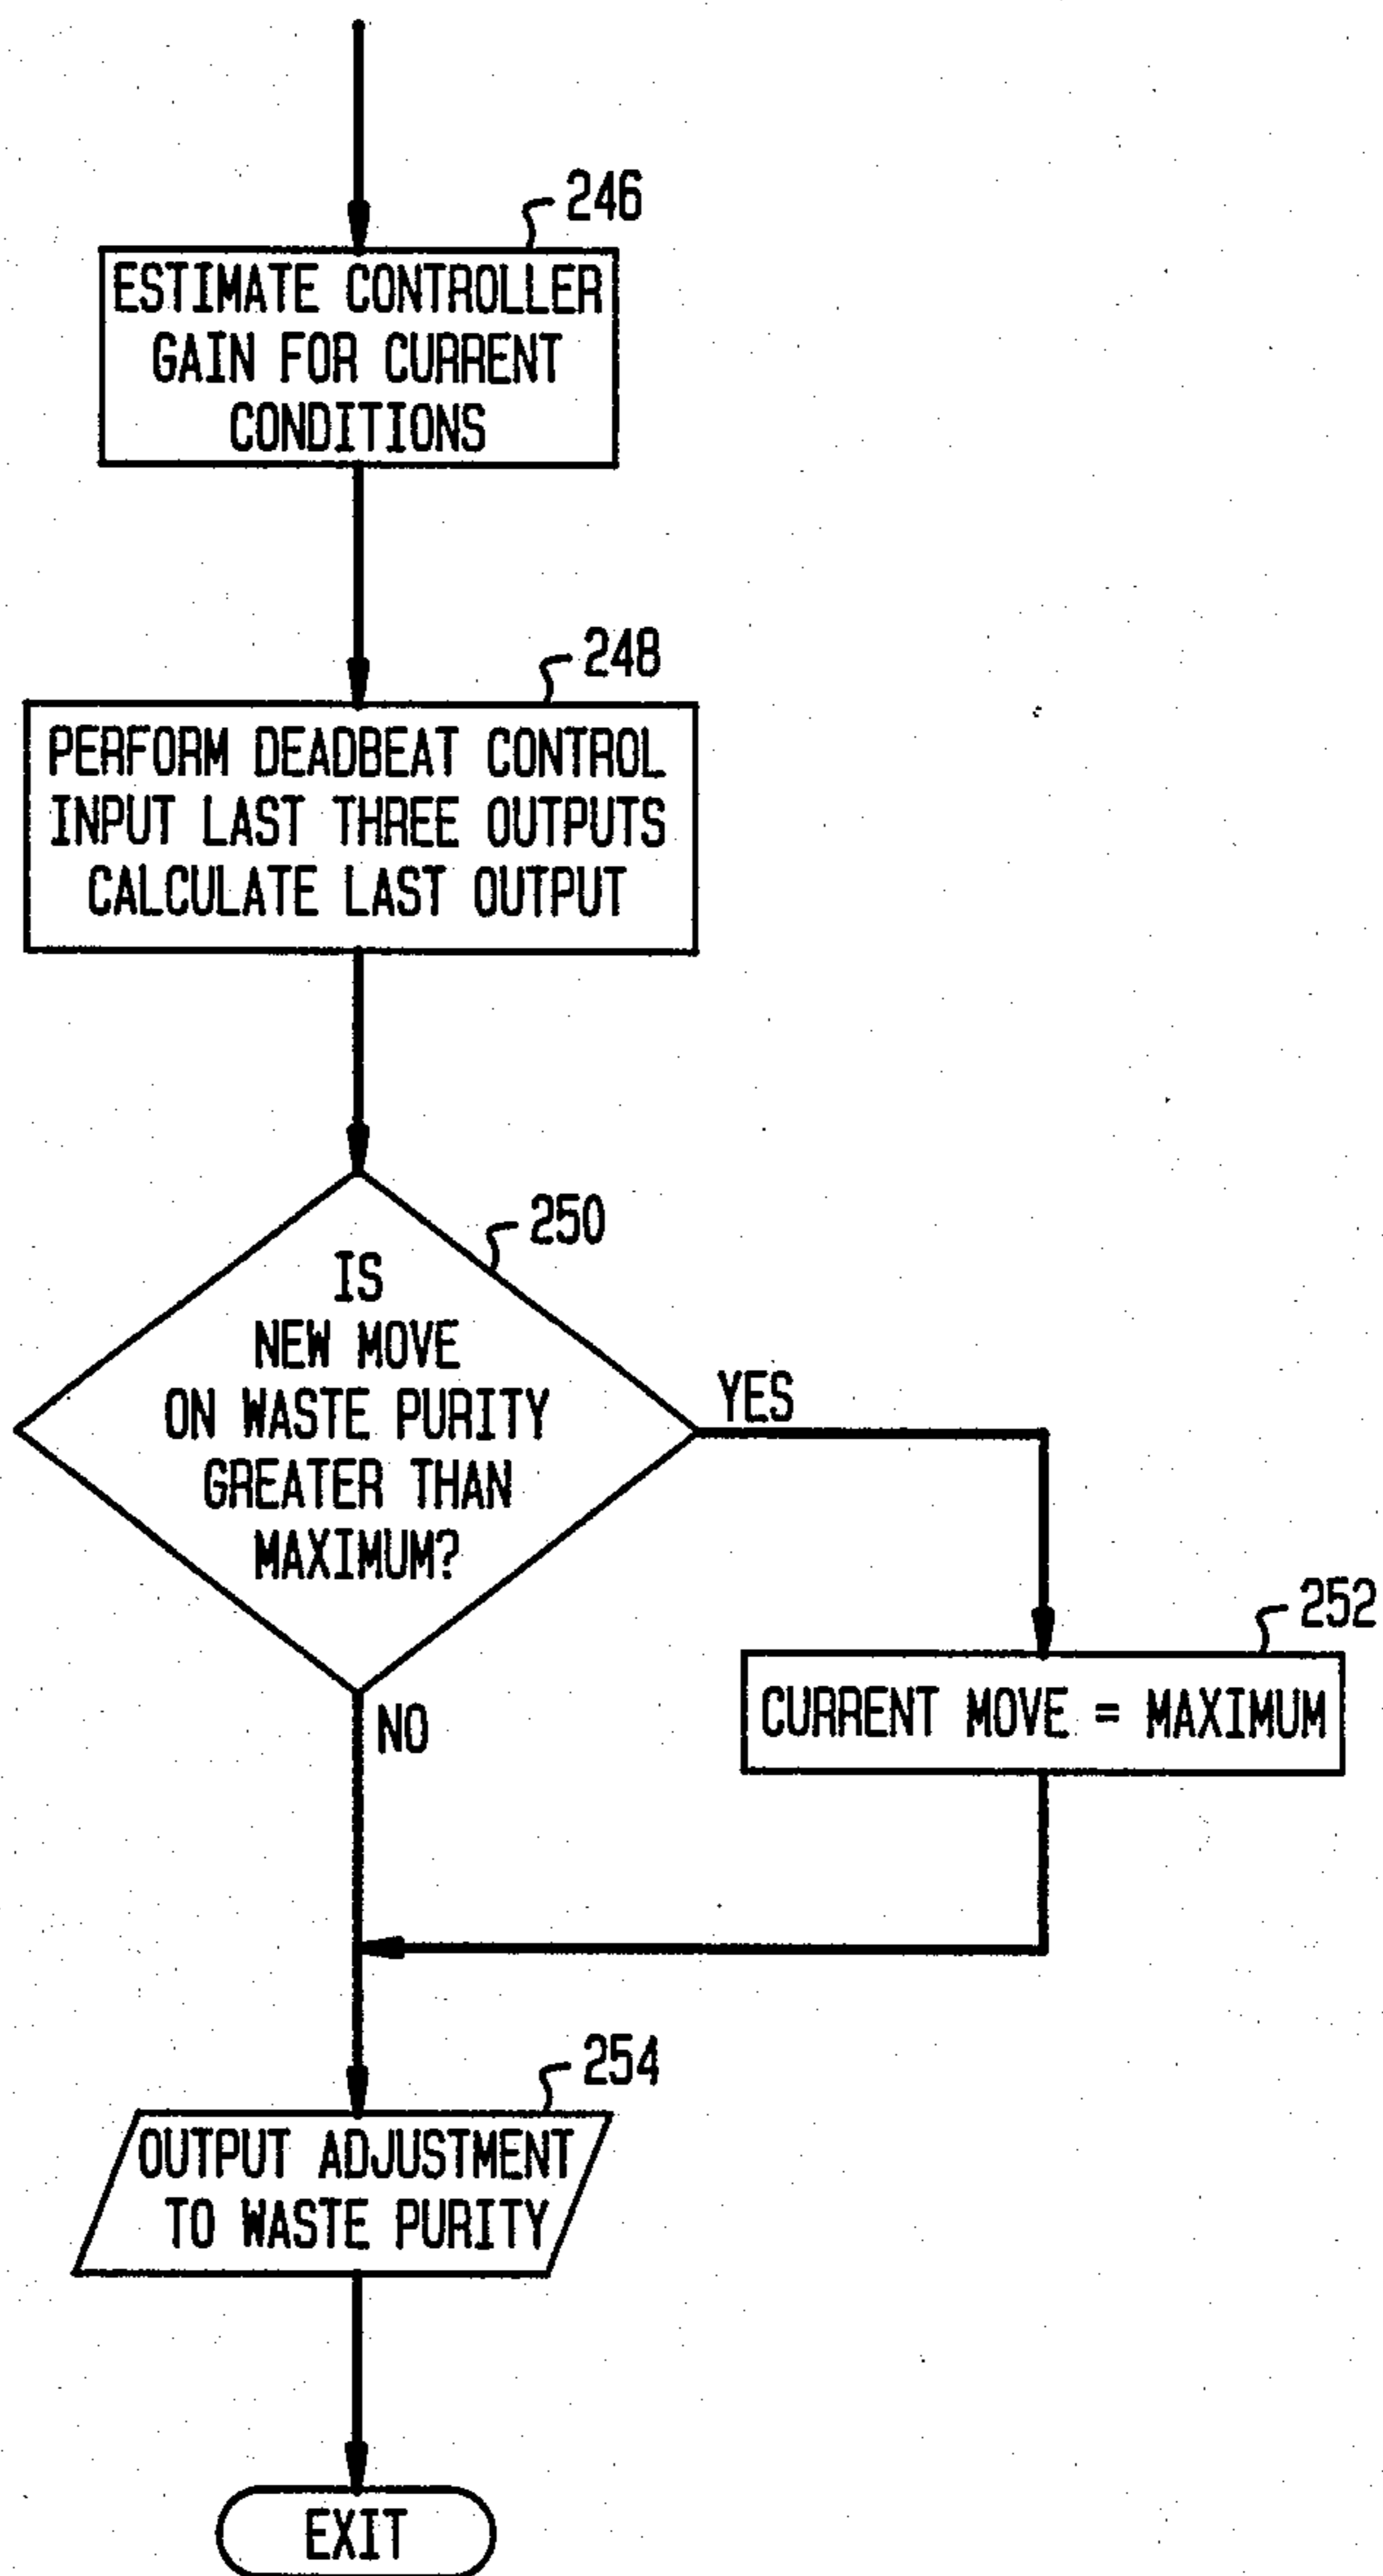 246
ESTIMATE CONTROLLER
GAIN FOR CURRENT
CONDITIONS
248
PERFORM DEADBEAT CONTROL
INPUT LAST THREE OUTPUTS
CALCULATE LAST OUTPUT
250
IS
NEW MOVE
ON WASTE PURITY
GREATER THAN
MAXIMUM?
YES
252
CURRENT MOVE = MAXIMUM
NO
254
OUTPUT ADJUSTMENT
TO WASTE PURITY
EXIT